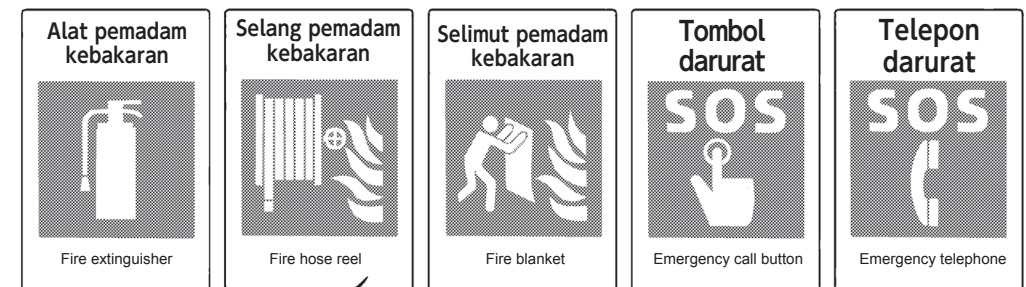 Alat pemadam
kebakaran
Fire extinguisher
Selang pemadam
kebakaran
Fire hose reel
Selimut pemadam
kebakaran
Fire blanket
Tombol
darurat
SOS
Emergency call button
Telepon
darurat
SOS
Emergency telephone